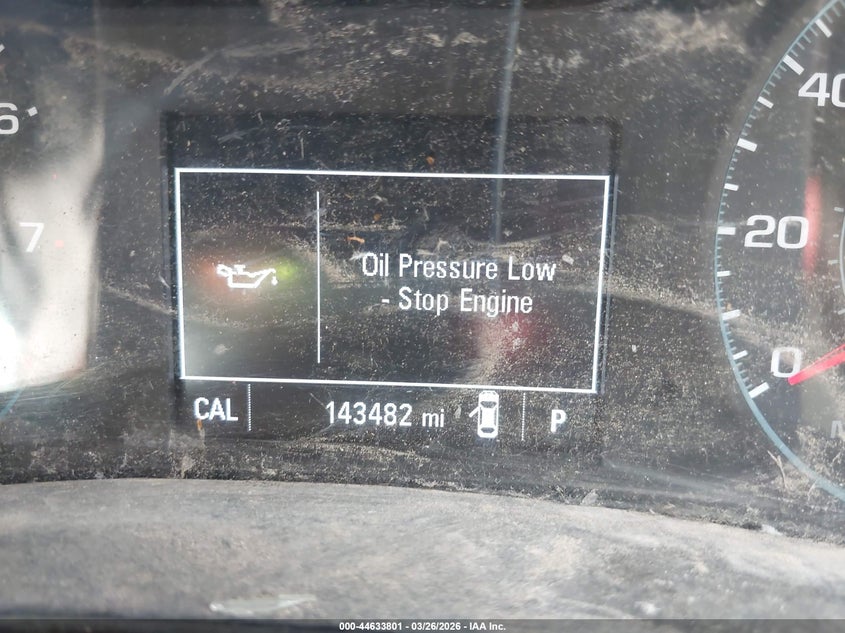 6
7
40
20
0
Oil Pressure Low
- Stop Engine
CAL
143482 mi
P
M
000-44633801 - 03/26/2026 - IAA Inc.